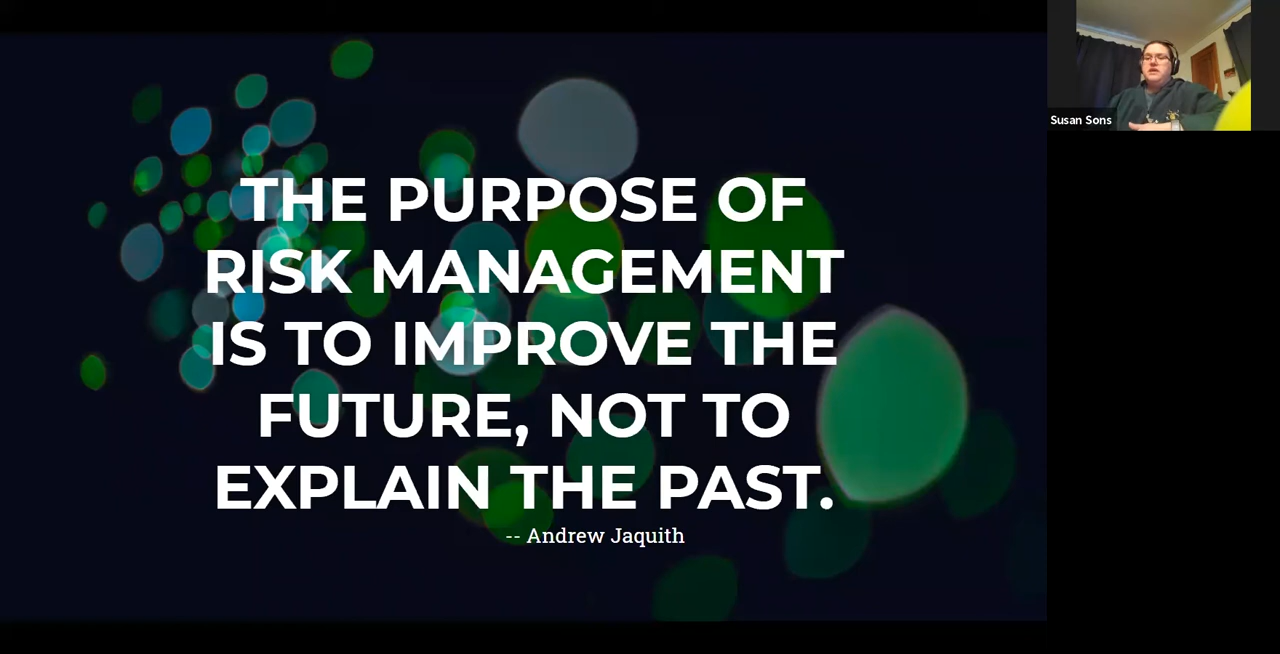 THE PURPOSE OF
RISK MANAGEMENT
IS TO IMPROVE THE
FUTURE, NOT TO
EXPLAIN THE PAST.
-- Andrew Jaquith
Susan Sons